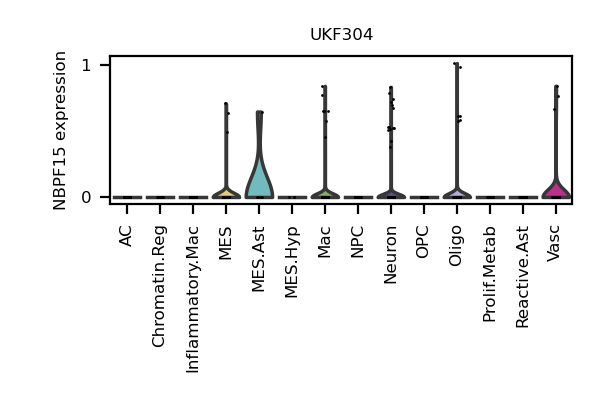 UKF304
NBPF15 expression
1
0
AC
Chromatin.Reg
Inflammatory.Mac
MES
MES.Ast
MES.Hyp
Mac
NPC
Neuron
OPC
Oligo
Prolif.Metab
Reactive.Ast
Vasc